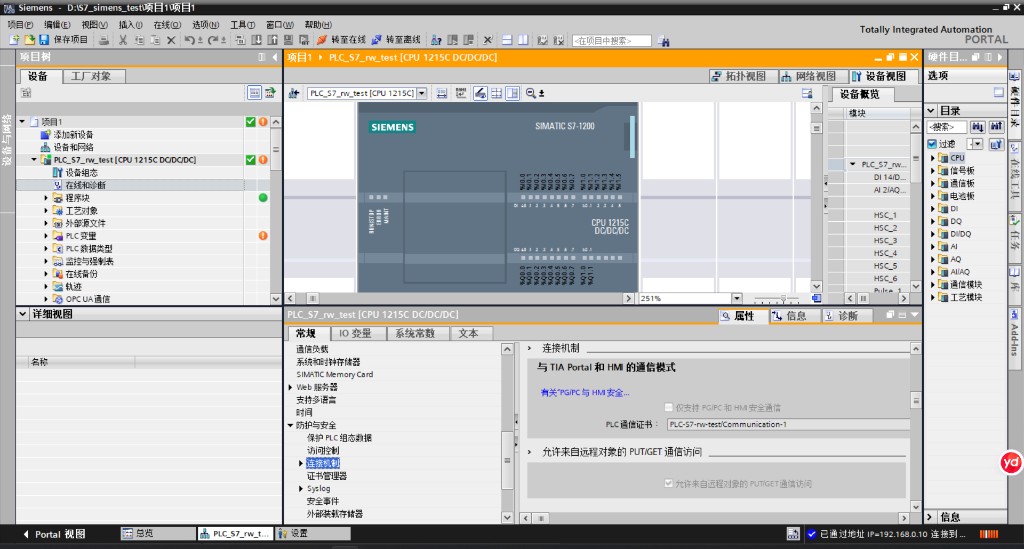 Siemens - D:\S7_simens_test\项目1\项目1
项目(P) 编辑(E) 视图(V) 插入(I) 在线(O) 选项(N) 工具(T) 窗口(W) 帮助(H)
保存项目 转至在线 转至离线 <在项目中搜索>
Totally Integrated Automation
PORTAL
项目树
设备 工厂对象
项目1
添加新设备
设备和网络
PLC_S7_rw_test [CPU 1215C DC/DC/DC]
设备组态
在线和诊断
程序块
工艺对象
外部源文件
PLC 变量
PLC 数据类型
监控与强制表
在线备份
轨迹
OPC UA 通信
详细视图
名称
项目1 PLC_S7_rw_test [CPU 1215C DC/DC/DC]
拓扑视图 网络视图 设备视图
PLC_S7_rw_test [CPU 1215C]
SIEMENS
SIMATIC S7-1200
RUN/STOP
ERROR
MAINT
CPU 1215C
DC/DC/DC
251%
设备概览
模块
PLC_S7_rw...
DI 14/D...
AI 2/AQ...
HSC_1
HSC_2
HSC_3
HSC_4
HSC_5
HSC_6
Pulse_1
PLC_S7_rw_test [CPU 1215C DC/DC/DC]
属性 信息 诊断
常规 IO 变量 系统常数 文本
通信负载
系统和时钟存储器
SIMATIC Memory Card
Web 服务器
支持多语言
时间
防护与安全
保护 PLC 组态数据
访问控制
连接机制
证书管理器
Syslog
安全事件
外部装载存储器
连接机制
与 TIA Portal 和 HMI 的通信模式
有关"PG/PC 与 HMI 安全...
仅支持 PG/PC 和 HMI 安全通信
PLC 通信证书： PLC-S7-rw-test/Communication-1
允许来自远程对象的 PUT/GET 通信访问
允许来自远程对象的 PUT/GET 通信访问
硬件目...
选项
目录
<搜索>
过滤
CPU
信号板
通信板
电池板
DI
DQ
DI/DQ
AI
AQ
AI/AQ
通信模块
工艺模块
信息
硬件目录
在线工具
任务
库
Add-Ins
yd
Portal 视图 总览 PLC_S7_rw_t... 设置
已通过地址 IP=192.168.0.10 连接到 ...